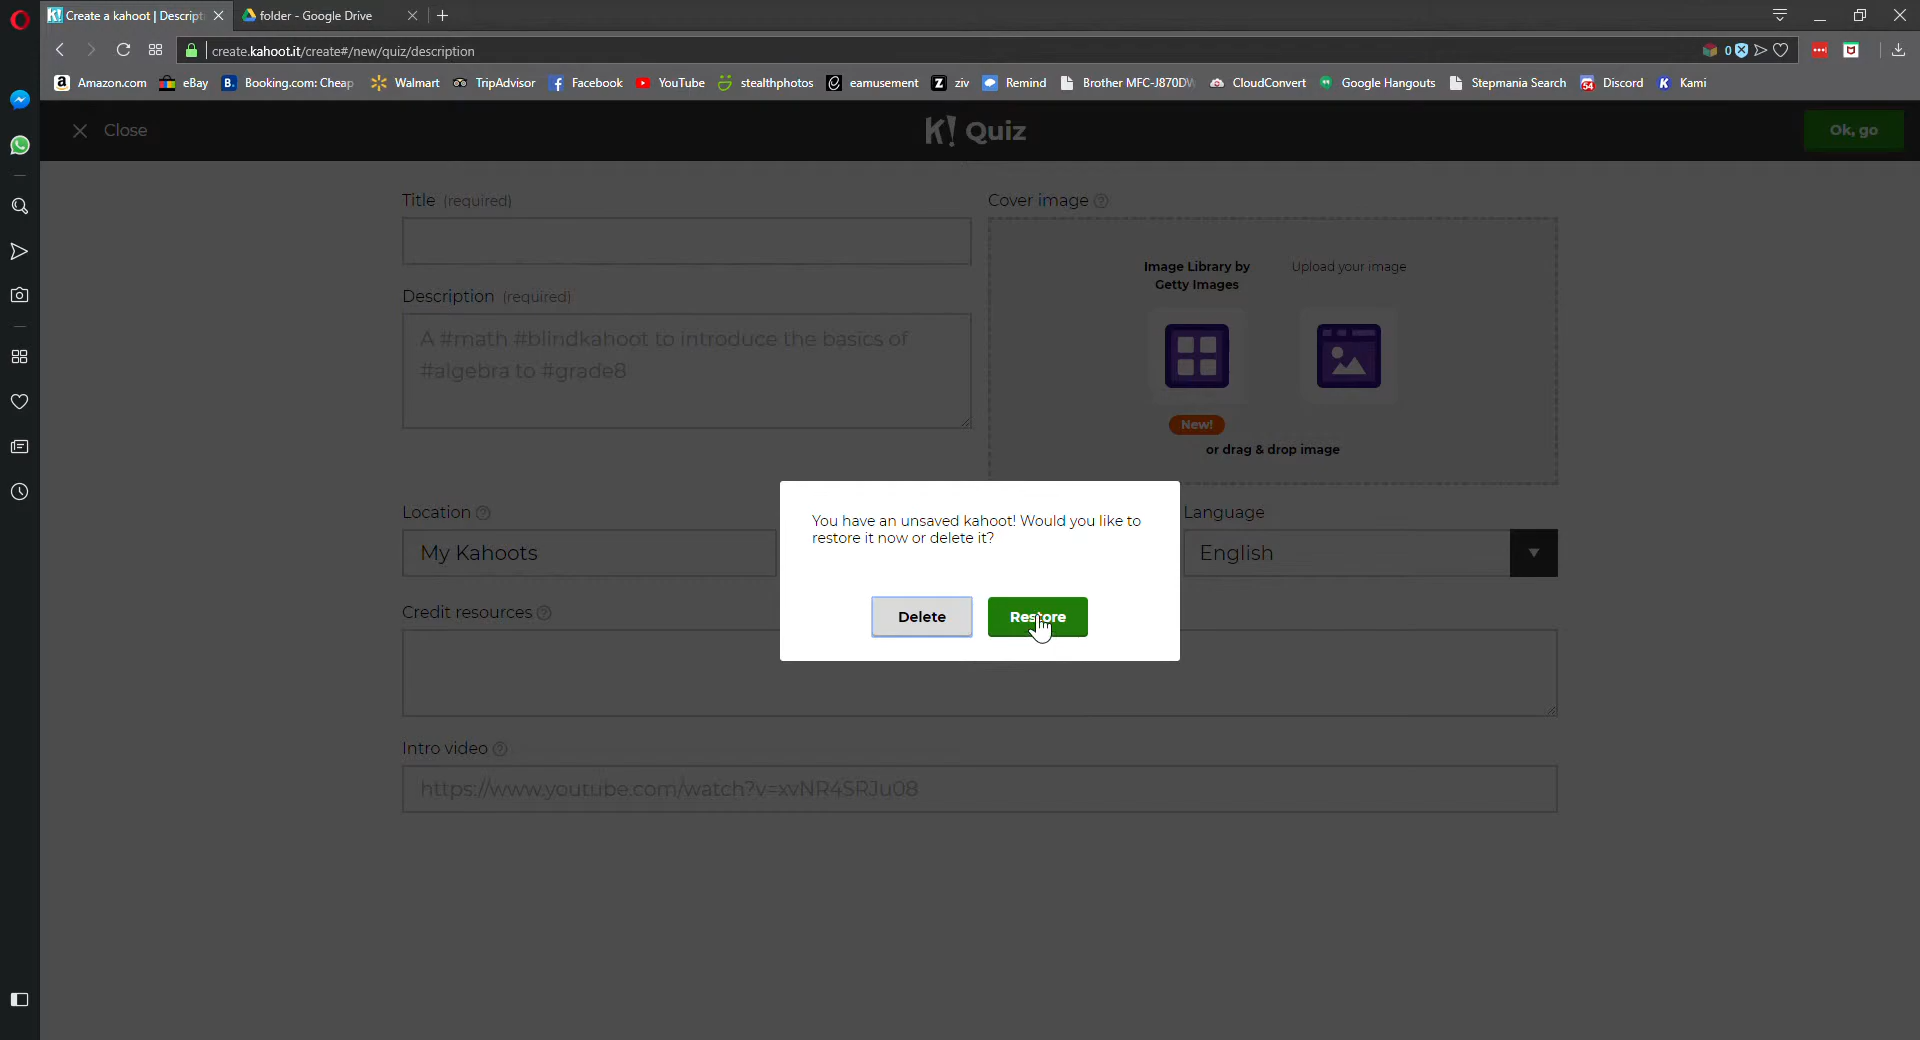 Create a kahoot | Descript
folder - Google Drive
create.kahoot.it/create#/new/quiz/description
0
Amazon.com
eBay
Booking.com: Cheap
Walmart
TripAdvisor
Facebook
YouTube
stealthphotos
eamusement
ziv
Remind
Brother MFC-J870DW
CloudConvert
Google Hangouts
Stepmania Search
54
Discord
Kami
Close
K! Quiz
Ok, go
Title (required)
Cover image
Image Library by
Getty Images
Upload your image
New!
or drag & drop image
Description (required)
A #math #blindkahoot to introduce the basics of
#algebra to #grade8
You have an unsaved kahoot! Would you like to
restore it now or delete it?
Delete
Restore
Location
My Kahoots
Language
English
Credit resources
Intro video
https://www.youtube.com/watch?v=xvNR4SRJu08